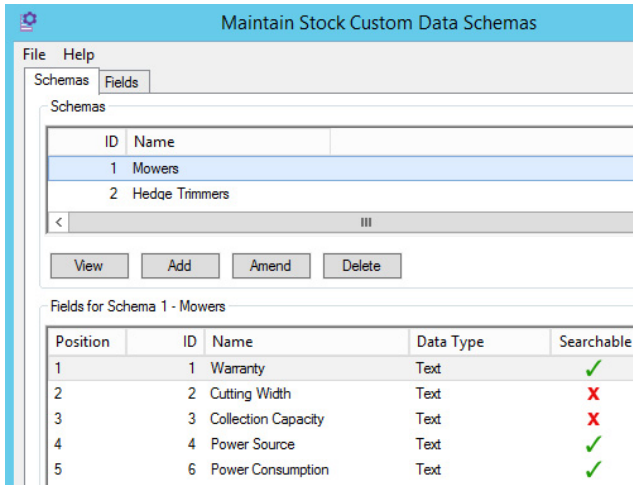 Maintain Stock Custom Data Schemas
File Help
Schemas Fields
Schemas
ID Name
1 Mowers
2 Hedge Trimmers
View Add Amend Delete
Fields for Schema 1 - Mowers
Position ID Name Data Type Searchable
1 1 Warranty Text
2 2 Cutting Width Text
3 3 Collection Capacity Text
4 4 Power Source Text
5 6 Power Consumption Text